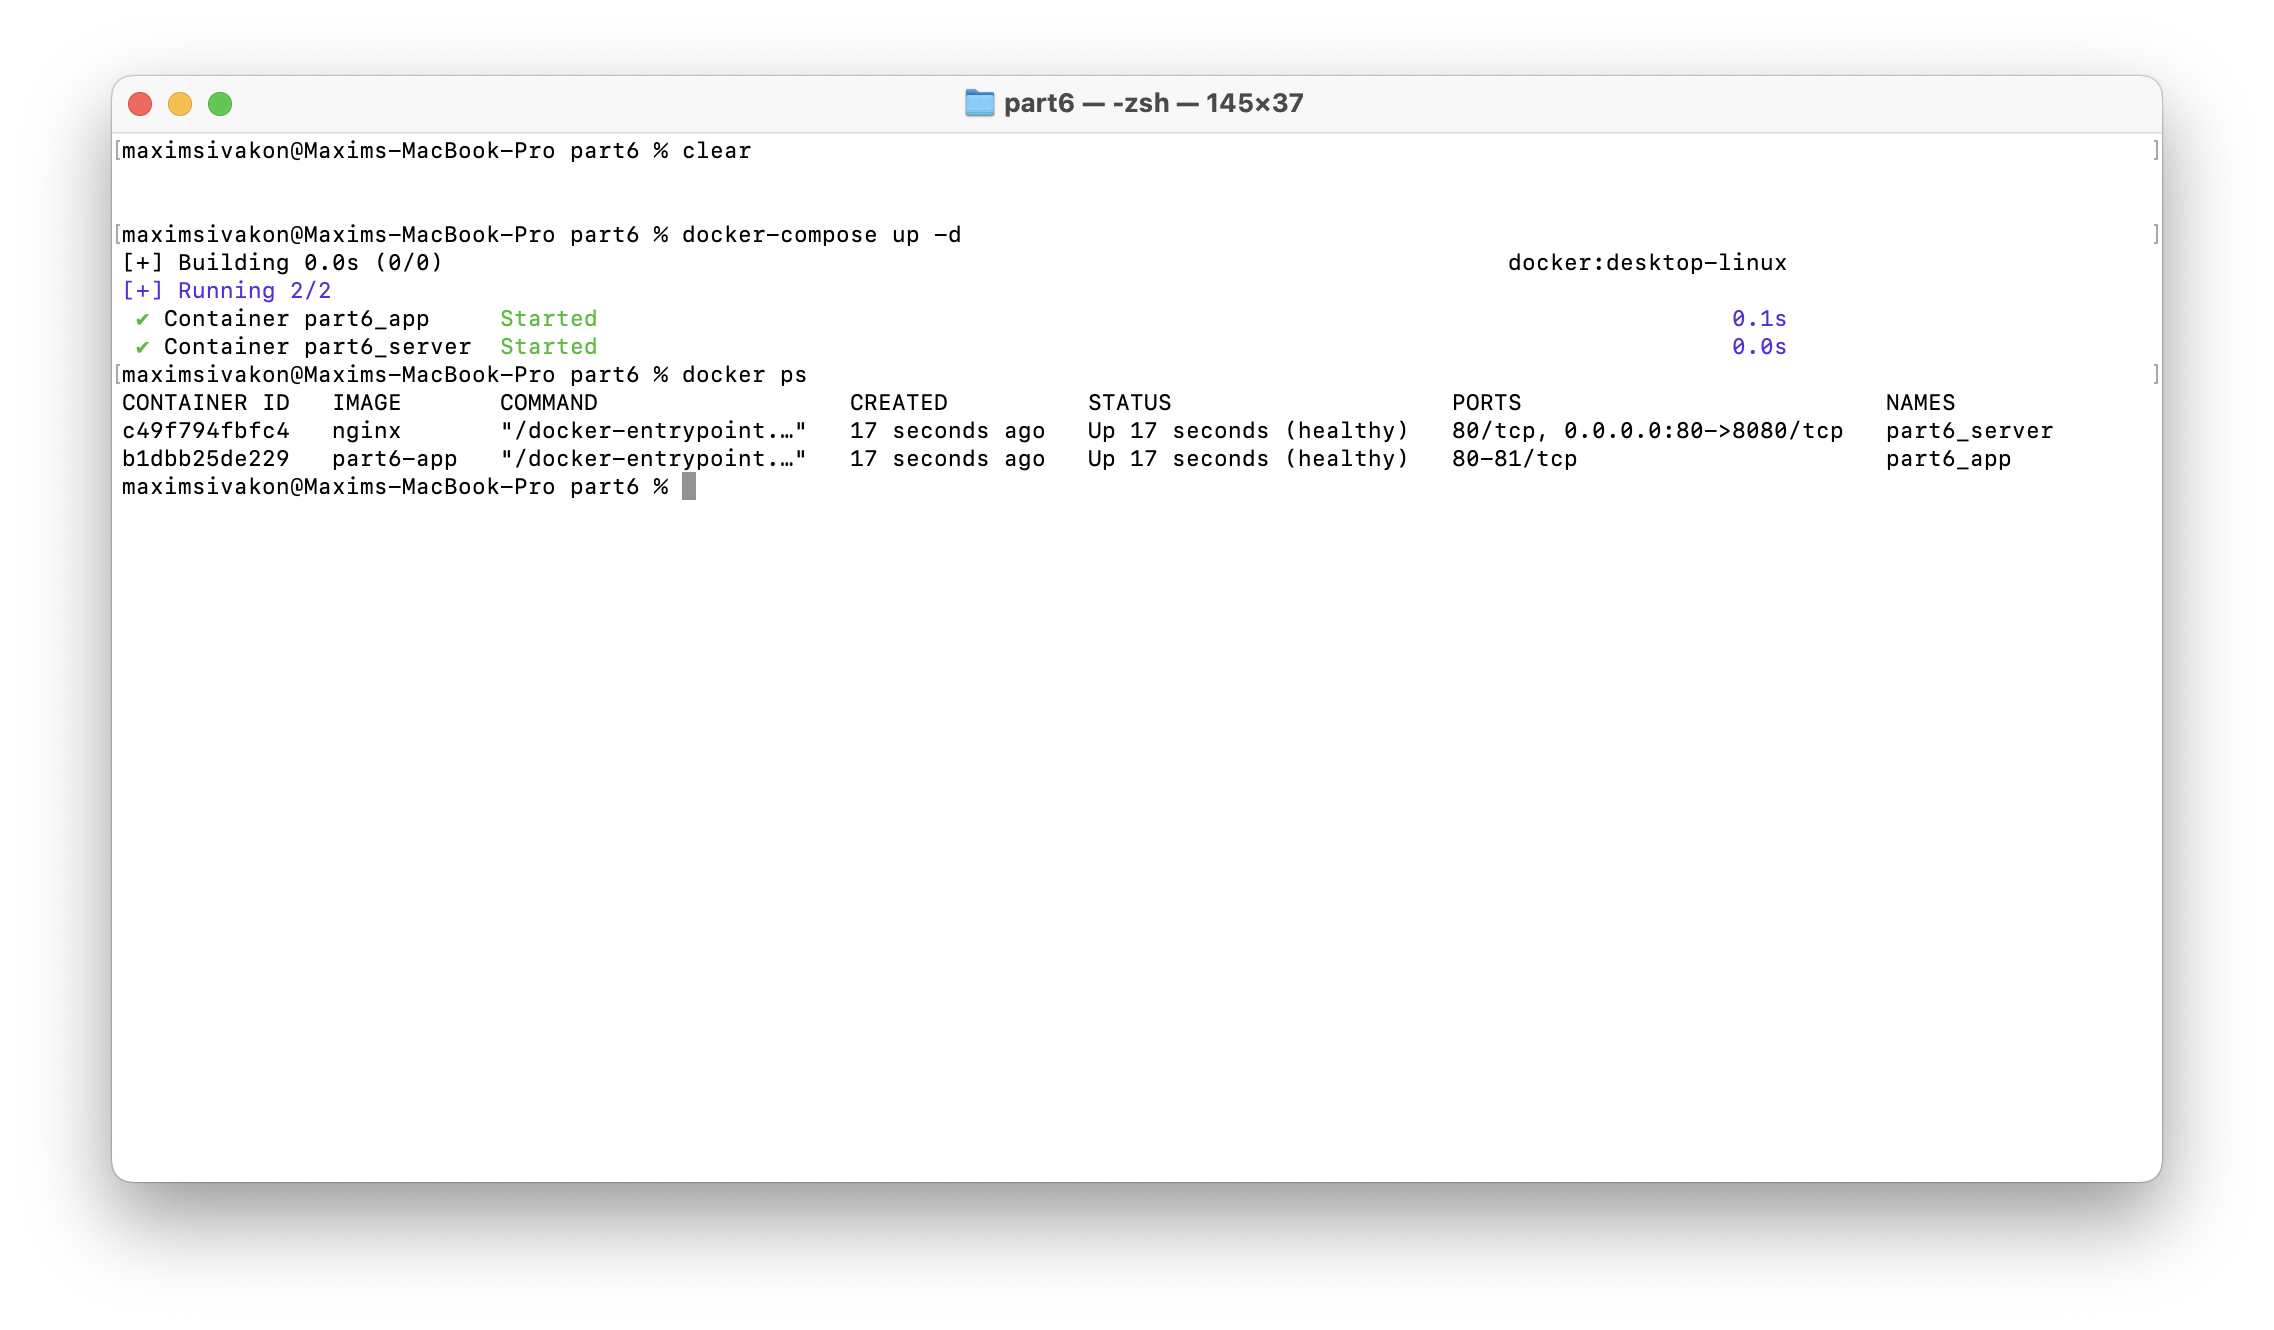 part6 — -zsh — 145×37
[maximsivakon@Maxims-MacBook-Pro part6 % clear ]
[maximsivakon@Maxims-MacBook-Pro part6 % docker-compose up -d ]
[+] Building 0.0s (0/0) docker:desktop-linux
[+] Running 2/2
✔ Container part6_app Started 0.1s
✔ Container part6_server Started 0.0s
[maximsivakon@Maxims-MacBook-Pro part6 % docker ps ]
CONTAINER ID IMAGE COMMAND CREATED STATUS PORTS NAMES
c49f794fbfc4 nginx "/docker-entrypoint.…" 17 seconds ago Up 17 seconds (healthy) 80/tcp, 0.0.0.0:80->8080/tcp part6_server
b1dbb25de229 part6-app "/docker-entrypoint.…" 17 seconds ago Up 17 seconds (healthy) 80-81/tcp part6_app
maximsivakon@Maxims-MacBook-Pro part6 %